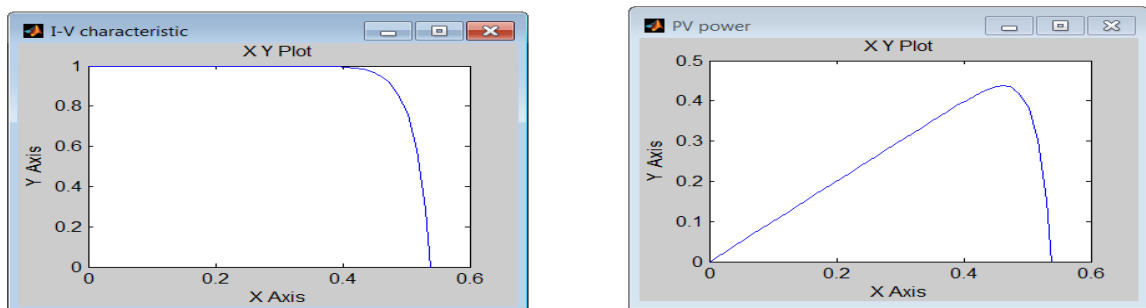 I-V characteristic
X Y Plot
1
0.8
0.6
0.4
0.2
0
Y Axis
0 0.2 0.4 0.6
X Axis
PV power
X Y Plot
0.5
0.4
0.3
0.2
0.1
0
Y Axis
0 0.2 0.4 0.6
X Axis